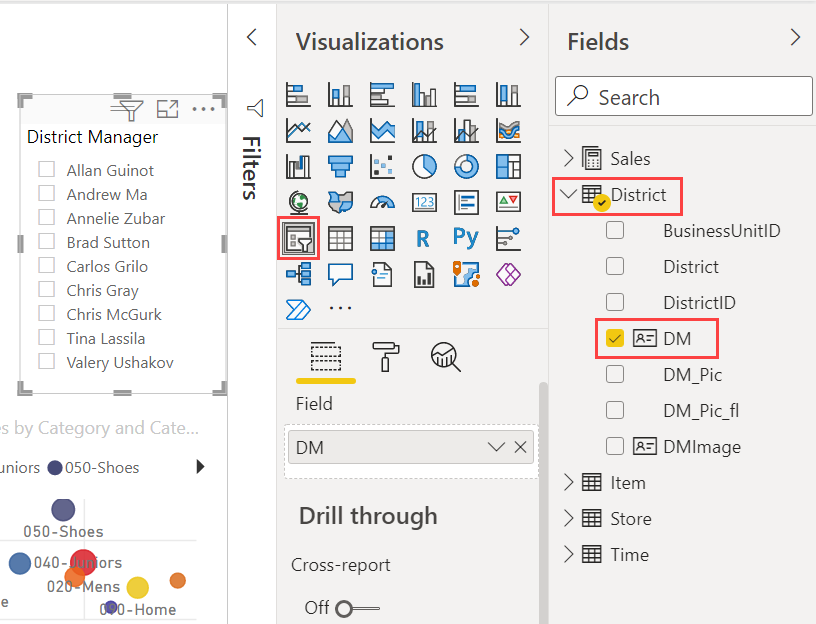 District Manager
Allan Guinot
Andrew Ma
Annelie Zubar
Brad Sutton
Carlos Grilo
Chris Gray
Chris McGurk
Tina Lassila
Valery Ushakov
es by Category and Cate...
uniors 050-Shoes
050-Shoes
040-Juniors
020-Mens
090-Home
e
Filters
Visualizations
123
R
Py
Field
DM
Drill through
Cross-report
Off
Fields
Search
Sales
District
BusinessUnitID
District
DistrictID
DM
DM_Pic
DM_Pic_fl
DMImage
Item
Store
Time